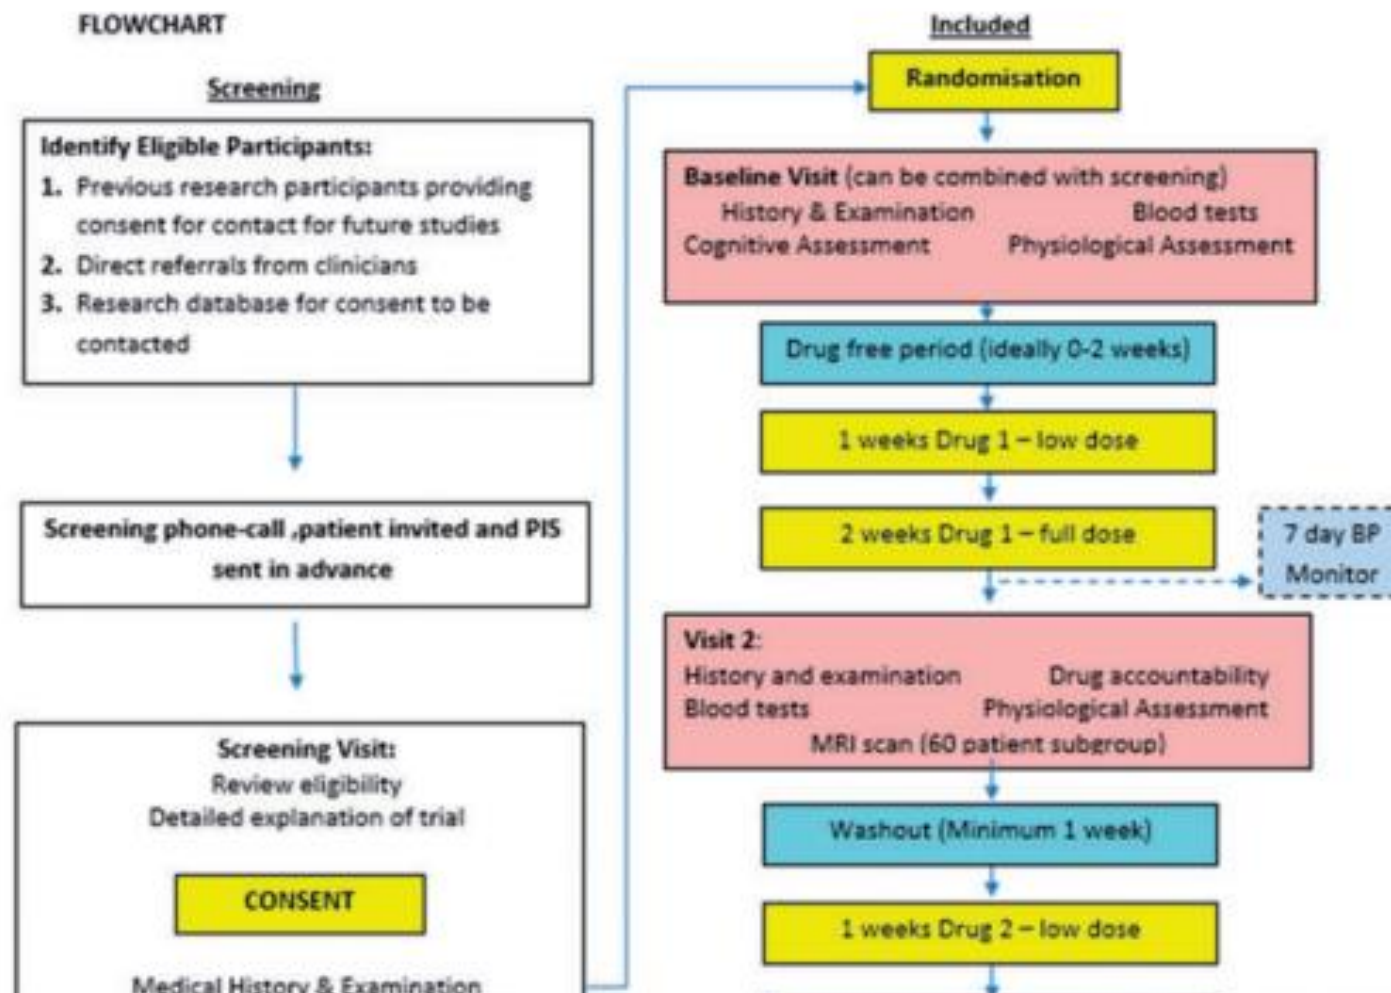 FLOWCHART
Screening
Identify Eligible Participants:
1. Previous research participants providing
consent for contact for future studies
2. Direct referrals from clinicians
3. Research database for consent to be
contacted
Screening phone-call ,patient invited and PIS
sent in advance
Screening Visit:
Review eligibility
Detailed explanation of trial
CONSENT
Medical History & Examination
Included
Randomisation
Baseline Visit (can be combined with screening)
History & Examination Blood tests
Cognitive Assessment Physiological Assessment
Drug free period (ideally 0-2 weeks)
1 weeks Drug 1 – low dose
2 weeks Drug 1 – full dose
7 day BP
Monitor
Visit 2:
History and examination Drug accountability
Blood tests Physiological Assessment
MRI scan (60 patient subgroup)
Washout (Minimum 1 week)
1 weeks Drug 2 – low dose